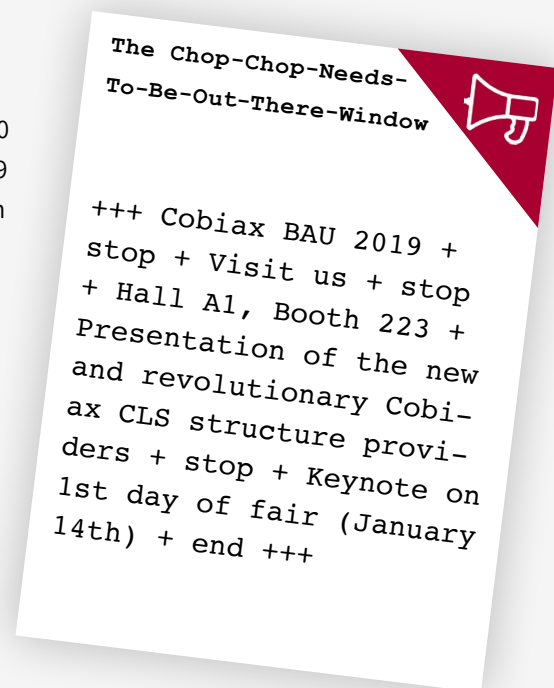 The Chop-Chop-Needs-
To-Be-Out-There-Window
+++ Cobiax BAU 2019 +
stop + Visit us + stop
+ Hall A1, Booth 223 +
Presentation of the new
and revolutionary Cobi-
ax CLS structure provi-
ders + stop + Keynote on
1st day of fair (January
14th) + end +++